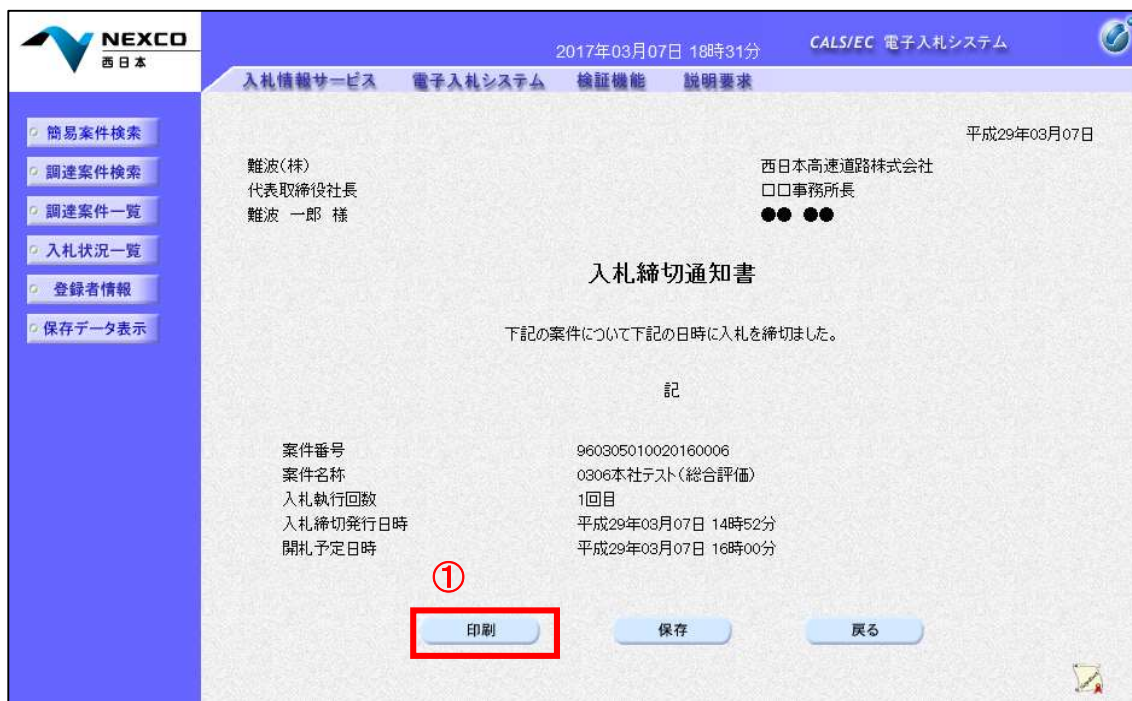 NEXCO
西日本
2017年03月07日 18時31分
CALS/EC 電子入札システム
入札情報サービス 電子入札システム 検証機能 説明要求
簡易案件検索
調達案件検索
調達案件一覧
入札状況一覧
登録者情報
保存データ表示
平成29年03月07日
難波(株) 西日本高速道路株式会社
代表取締役社長 口口事務所長
難波 一郎 様 ●● ●●
入札締切通知書
下記の案件について下記の日時に入札を締切ました。
記
案件番号 960305010020160006
案件名称 0306本社テスト(総合評価)
入札執行回数 1回目
入札締切発行日時 平成29年03月07日 14時52分
開札予定日時 平成29年03月07日 16時00分
①
印刷 保存 戻る